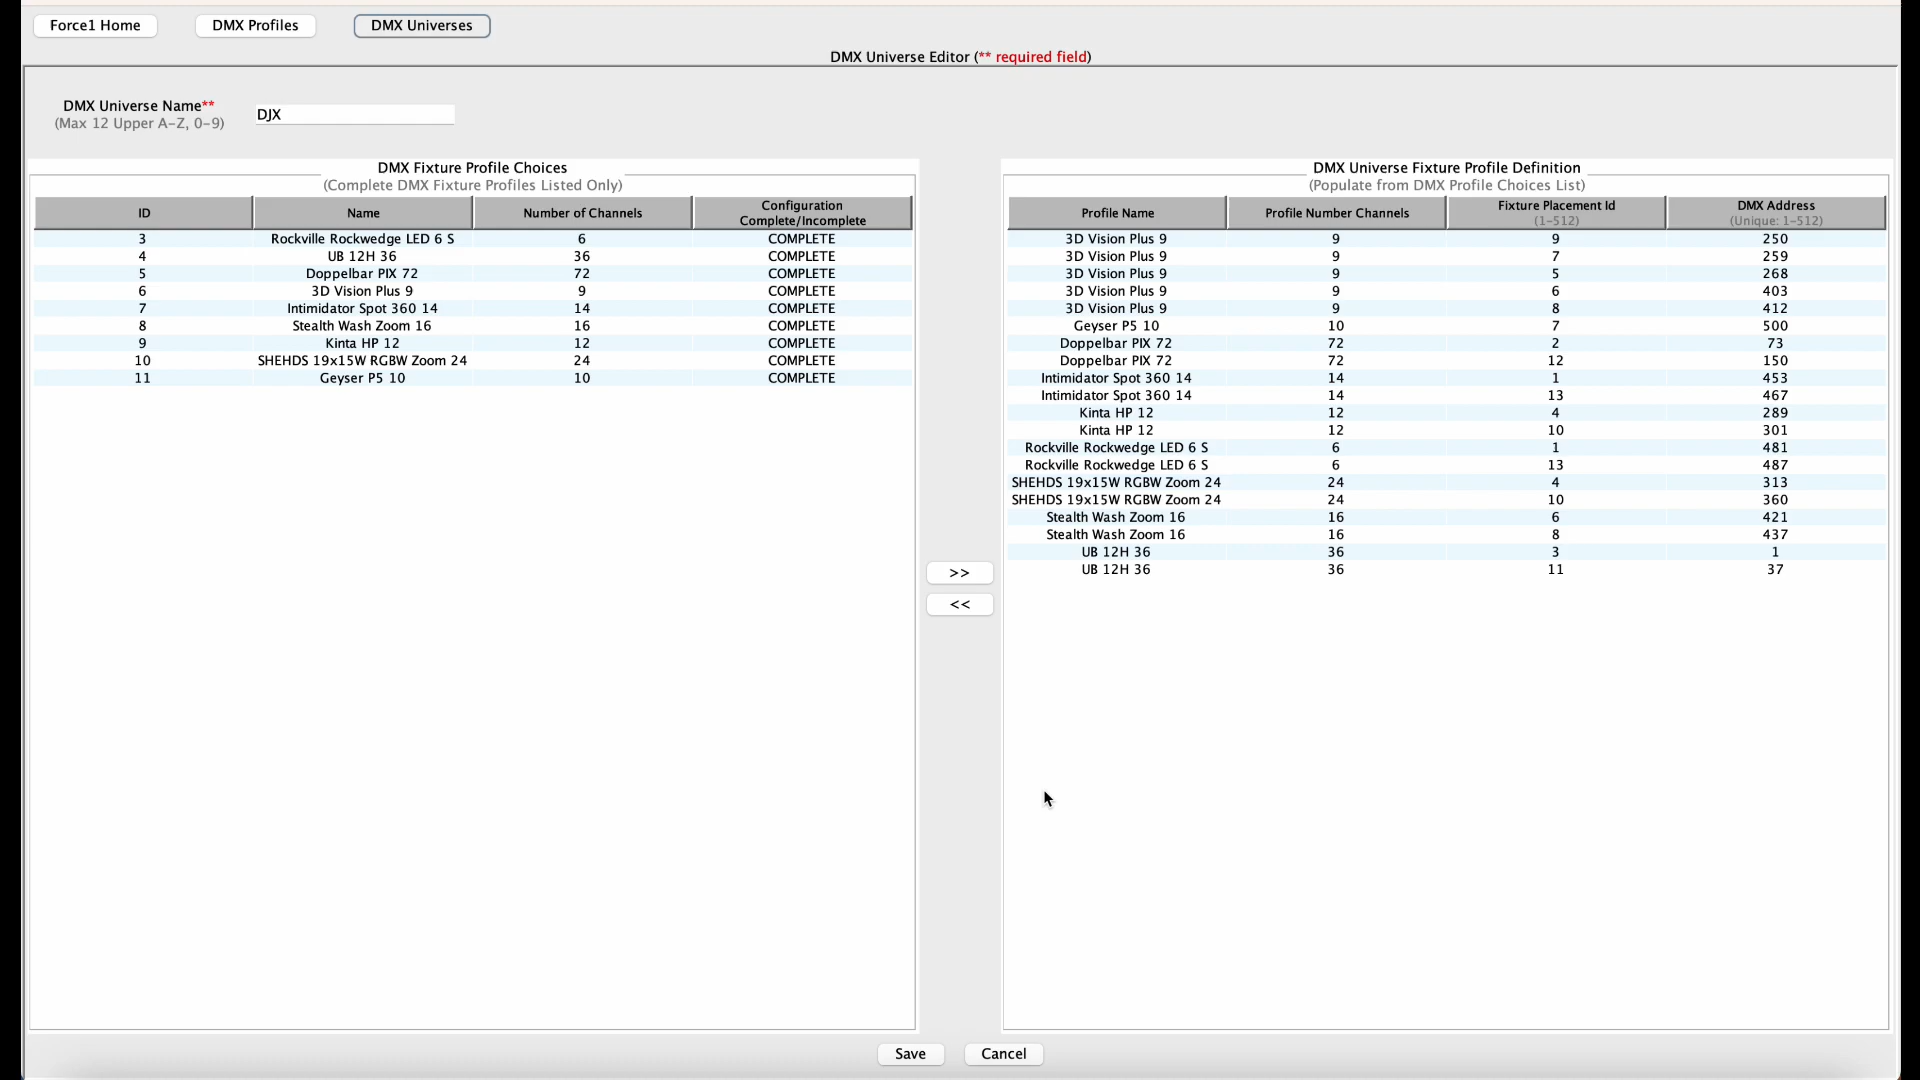 Force1 Home DMX Profiles DMX Universes
DMX Universe Editor (** required field)
DMX Universe Name** DJX
(Max 12 Upper A-Z, 0-9)
DMX Fixture Profile Choices
(Complete DMX Fixture Profiles Listed Only)
ID Name Number of Channels Configuration Complete/Incomplete
3 Rockville Rockwedge LED 6 S 6 COMPLETE
4 UB 12H 36 36 COMPLETE
5 Doppelbar PIX 72 72 COMPLETE
6 3D Vision Plus 9 9 COMPLETE
7 Intimidator Spot 360 14 14 COMPLETE
8 Stealth Wash Zoom 16 16 COMPLETE
9 Kinta HP 12 12 COMPLETE
10 SHEHDS 19x15W RGBW Zoom 24 24 COMPLETE
11 Geyser P5 10 10 COMPLETE
>>
<<
DMX Universe Fixture Profile Definition
(Populate from DMX Profile Choices List)
Profile Name Profile Number Channels Fixture Placement Id (1-512) DMX Address (Unique: 1-512)
3D Vision Plus 9 9 9 250
3D Vision Plus 9 9 7 259
3D Vision Plus 9 9 5 268
3D Vision Plus 9 9 6 403
3D Vision Plus 9 9 8 412
Geyser P5 10 10 7 500
Doppelbar PIX 72 72 2 73
Doppelbar PIX 72 72 12 150
Intimidator Spot 360 14 14 1 453
Intimidator Spot 360 14 14 13 467
Kinta HP 12 12 4 289
Kinta HP 12 12 10 301
Rockville Rockwedge LED 6 S 6 1 481
Rockville Rockwedge LED 6 S 6 13 487
SHEHDS 19x15W RGBW Zoom 24 24 4 313
SHEHDS 19x15W RGBW Zoom 24 24 10 360
Stealth Wash Zoom 16 16 6 421
Stealth Wash Zoom 16 16 8 437
UB 12H 36 36 3 1
UB 12H 36 36 11 37
Save Cancel